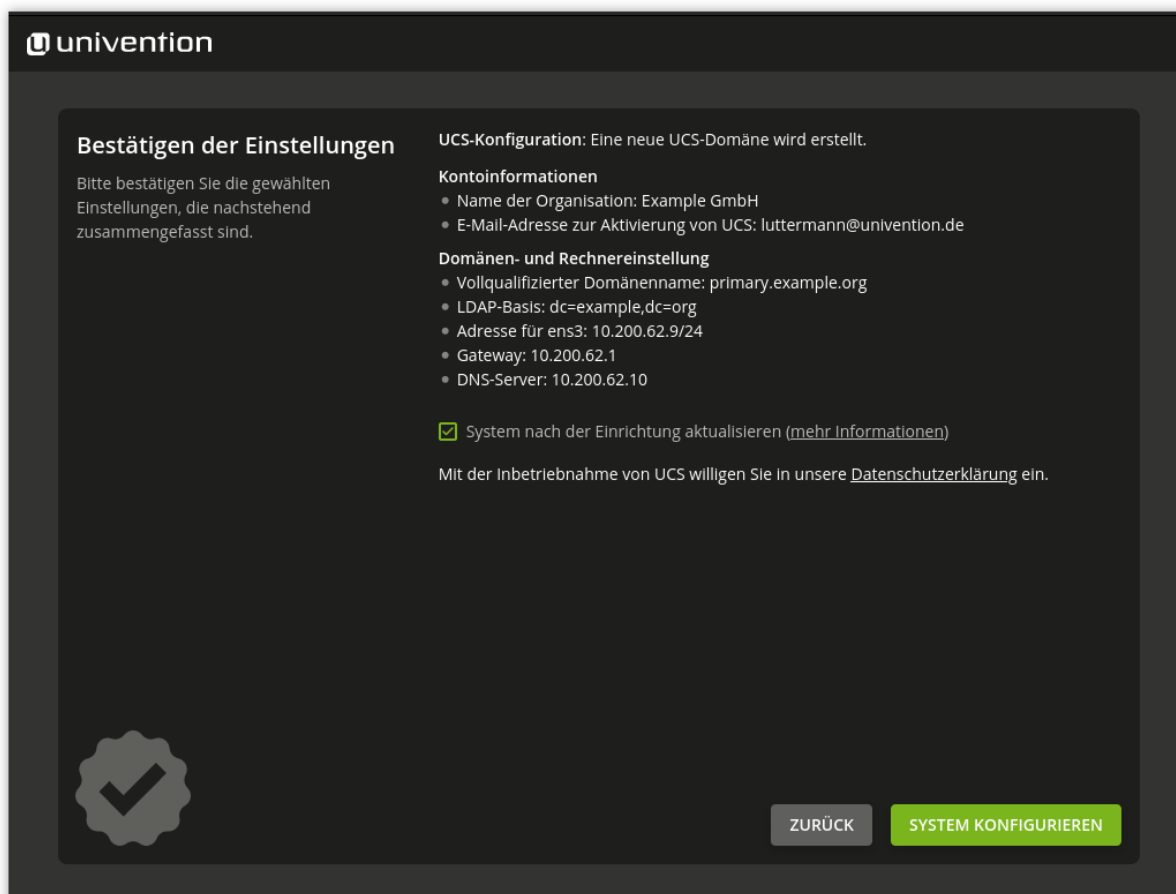 univention
Bestätigen der Einstellungen
Bitte bestätigen Sie die gewählten
Einstellungen, die nachstehend
zusammengefasst sind.
UCS-Konfiguration: Eine neue UCS-Domäne wird erstellt.
Kontoinformationen
Name der Organisation: Example GmbH
E-Mail-Adresse zur Aktivierung von UCS: luttermann@univention.de
Domänen- und Rechnereinstellung
Vollqualifizierter Domänenname: primary.example.org
LDAP-Basis: dc=example,dc=org
Adresse für ens3: 10.200.62.9/24
Gateway: 10.200.62.1
DNS-Server: 10.200.62.10
System nach der Einrichtung aktualisieren (mehr Informationen)
Mit der Inbetriebnahme von UCS willigen Sie in unsere Datenschutzerklärung ein.
ZURÜCK
SYSTEM KONFIGURIEREN